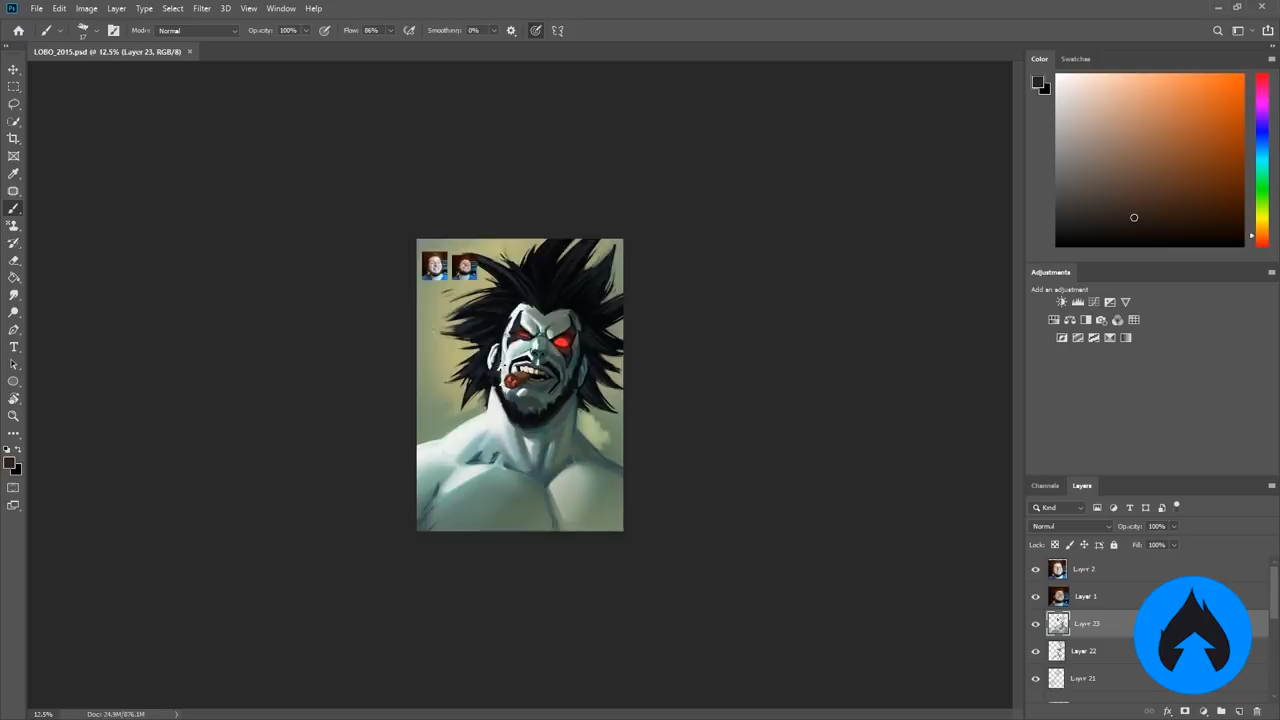 Ps File Edit Image Layer Type Select Filter 3D View Window Help
17 Mode: Normal Opacity: 100% Flow: 86% Smoothing: 0%
LOBO_2015.psd @ 12.5% (Layer 23, RGB/8) ×
Color Swatches
Adjustments
Add an adjustment
Channels Layers
Kind
Normal Opacity: 100%
Lock: Fill: 100%
Layer 2
Layer 1
Layer 23
Layer 22
Layer 21
12.5% Doc: 24.9M/876.1M